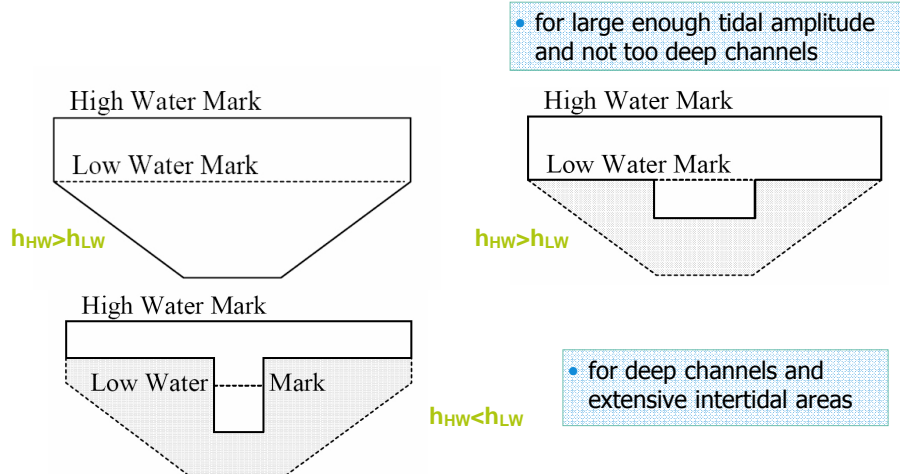 • for large enough tidal amplitude
and not too deep channels
High Water Mark
Low Water Mark
hHW>hLW
High Water Mark
Low Water Mark
hHW>hLW
High Water Mark
Low Water Mark
hHW<hLW
• for deep channels and
extensive intertidal areas